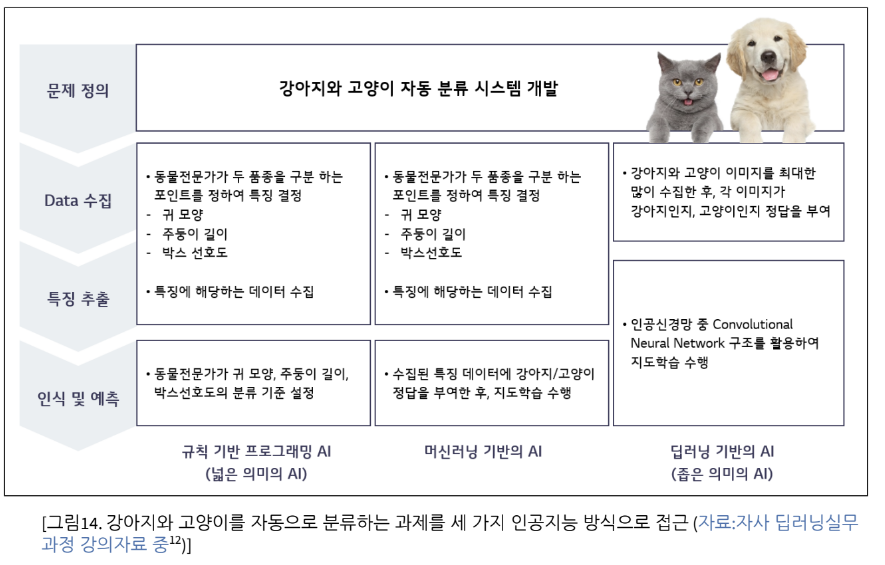 문제 정의
강아지와 고양이 자동 분류 시스템 개발
Data 수집
특징 추출
• 동물전문가가 두 품종을 구분 하는
포인트를 정하여 특징 결정
- 귀 모양
- 주둥이 길이
- 박스 선호도
• 특징에 해당하는 데이터 수집
• 동물전문가가 두 품종을 구분 하는
포인트를 정하여 특징 결정
- 귀 모양
- 주둥이 길이
- 박스 선호도
• 특징에 해당하는 데이터 수집
• 강아지와 고양이 이미지를 최대한
많이 수집한 후, 각 이미지가
강아지인지, 고양이인지 정답을 부여
인식 및 예측
• 동물전문가가 귀 모양, 주둥이 길이,
박스선호도의 분류 기준 설정
• 수집된 특징 데이터에 강아지/고양이
정답을 부여한 후, 지도학습 수행
• 인공신경망 중 Convolutional
Neural Network 구조를 활용하여
지도학습 수행
규칙 기반 프로그래밍 AI
(넓은 의미의 AI)
머신러닝 기반의 AI
딥러닝 기반의 AI
(좁은 의미의 AI)
[그림14. 강아지와 고양이를 자동으로 분류하는 과제를 세 가지 인공지능 방식으로 접근 (자료:자사 딥러닝실무
과정 강의자료 중12)]